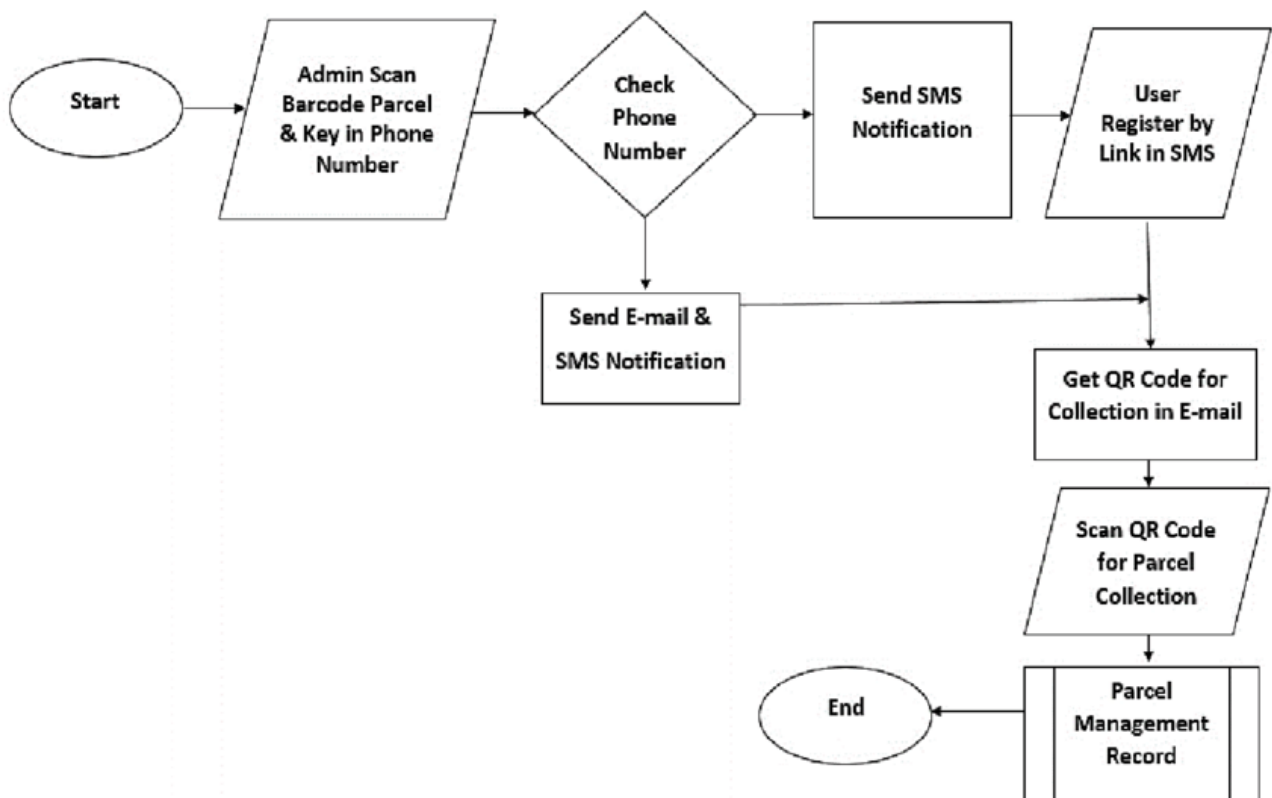 Start
Admin Scan
Barcode Parcel
& Key in Phone
Number
Check
Phone
Number
Send SMS
Notification
User
Register by
Link in SMS
Send E-mail &
SMS Notification
Get QR Code for
Collection in E-mail
Scan QR Code
for Parcel
Collection
Parcel
Management
Record
End